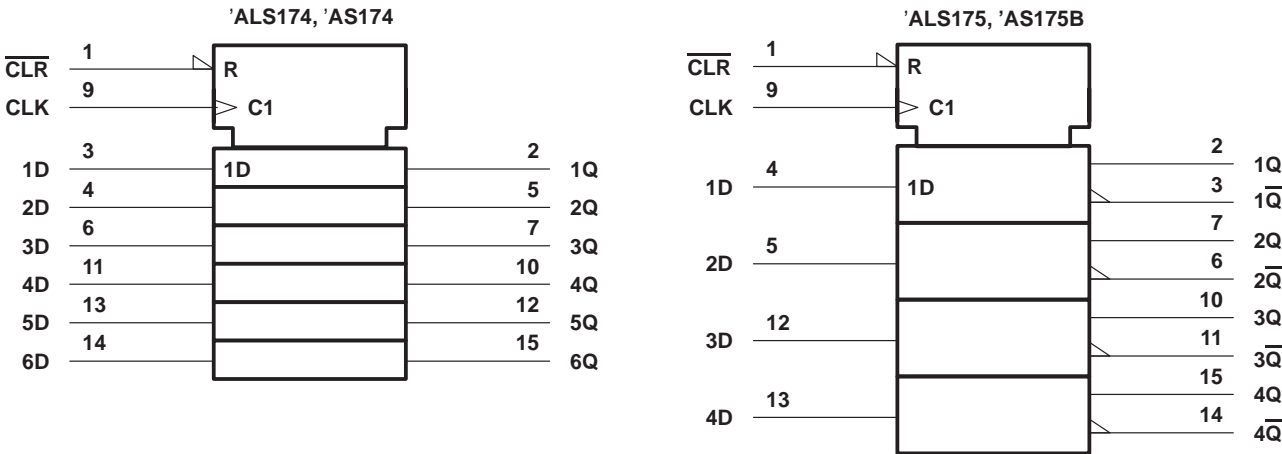 ’ALS174, ’AS174
C̅L̅R̅ 1 R
CLK 9 C1
1D 3 1D 2 1Q
2D 4 5 2Q
3D 6 7 3Q
4D 11 10 4Q
5D 13 12 5Q
6D 14 15 6Q
’ALS175, ’AS175B
C̅L̅R̅ 1 R
CLK 9 C1
1D 4 1D 2 1Q
3 1Q̅
2D 5 7 2Q
6 2Q̅
3D 12 10 3Q
11 3Q̅
4D 13 15 4Q
14 4Q̅